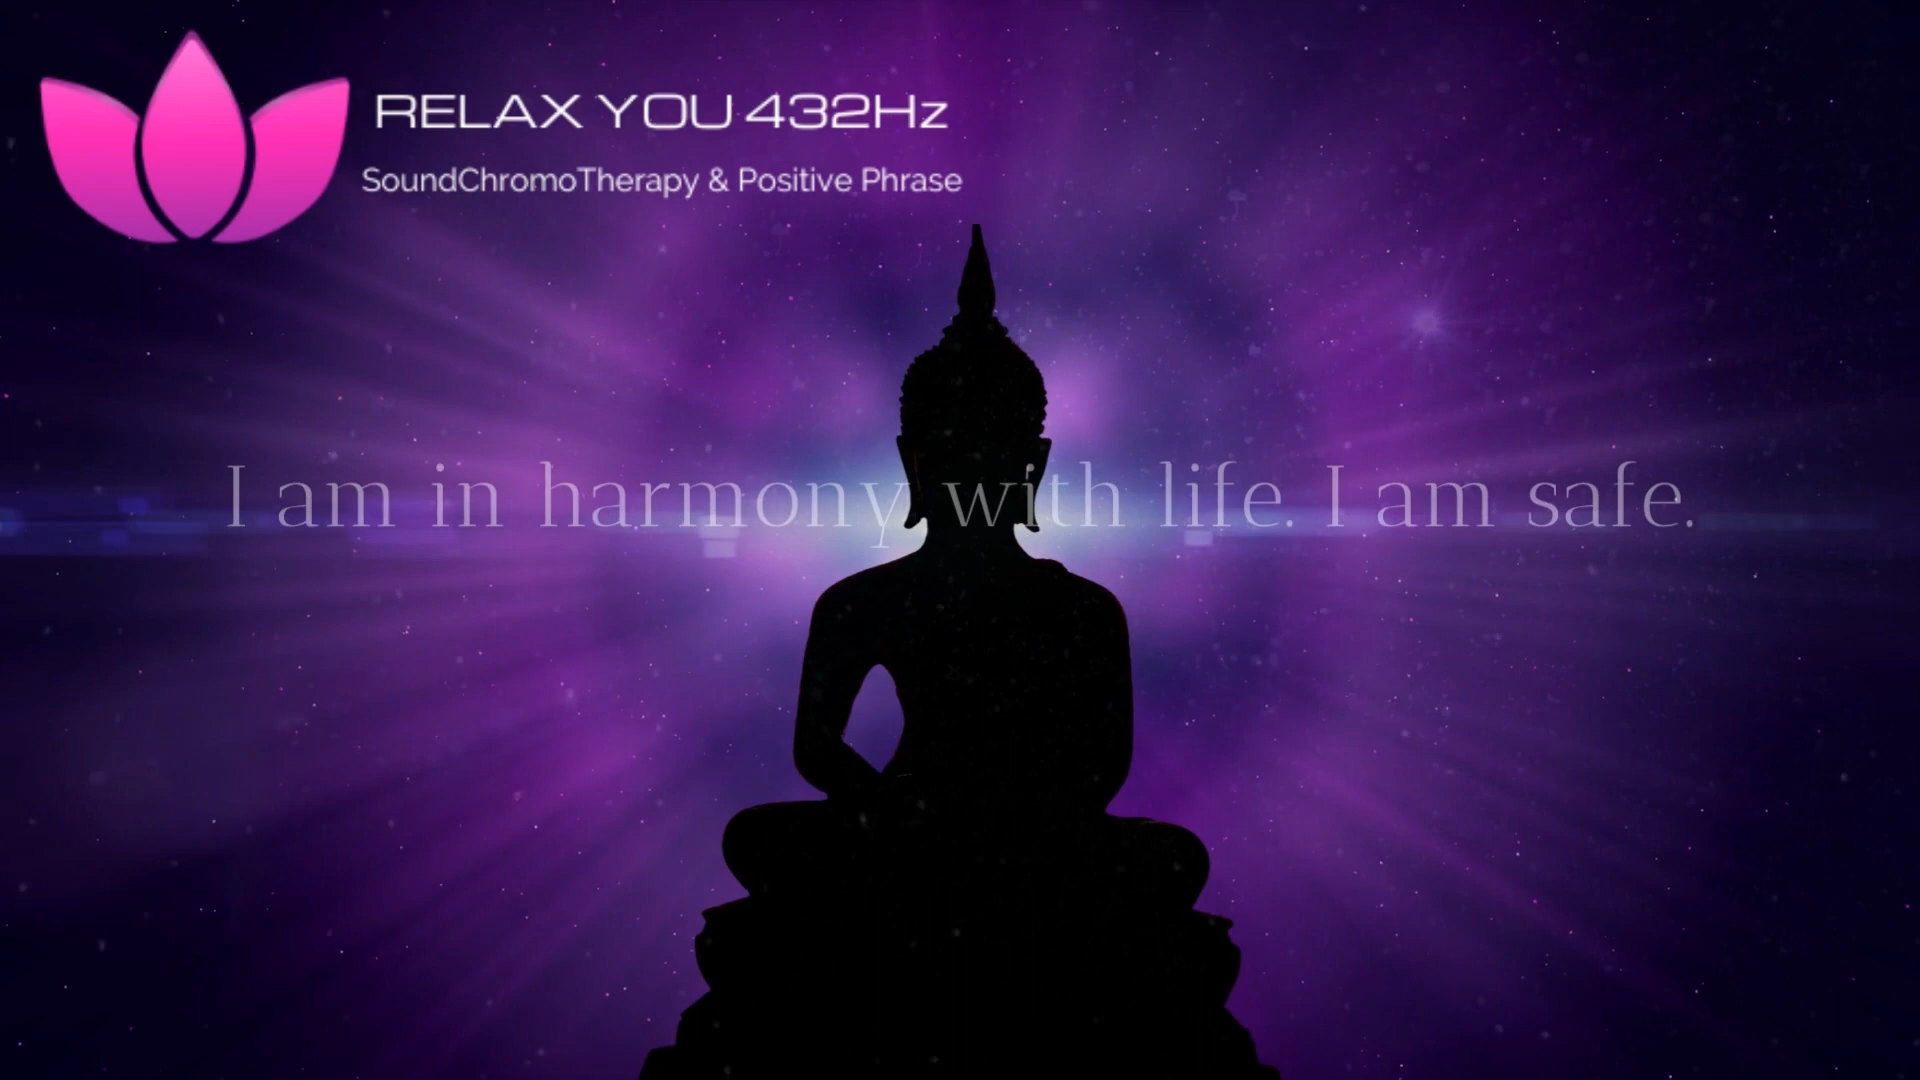 RELAX YOU 432Hz
SoundChromoTherapy & Positive Phrase
I am in harmony with life. I am safe.